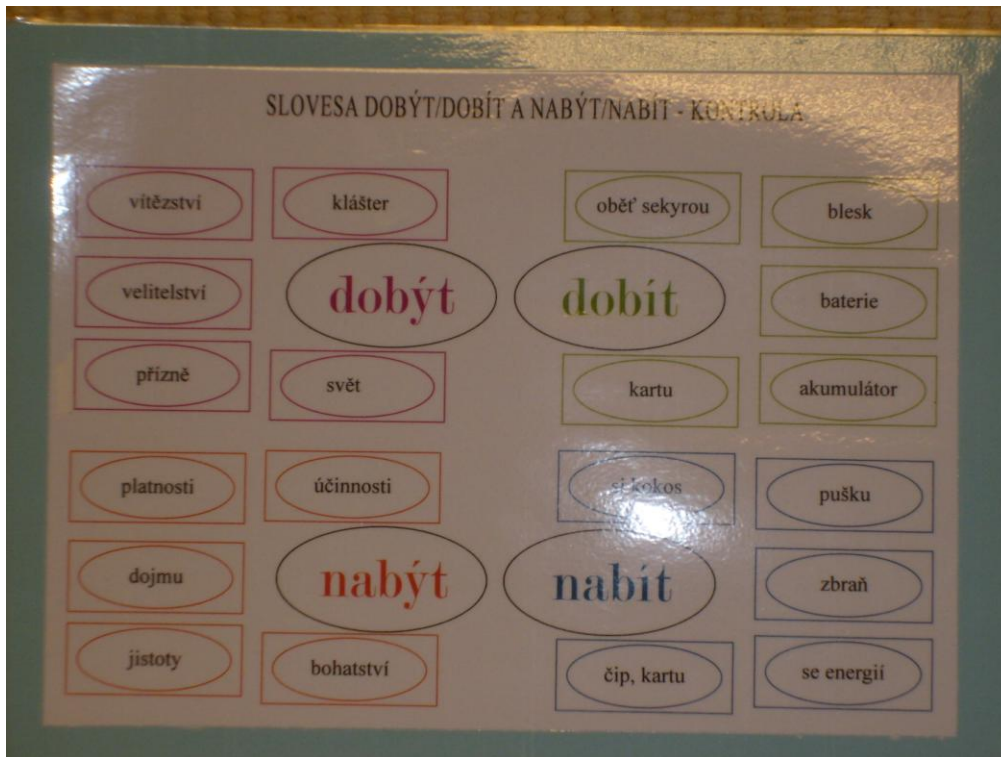 SLOVESA DOBÝT/DOBÍT A NABÝT/NABÍT - KONTROLA
vítězství
klášter
velitelství
dobýt
přízně
svět
oběť sekyrou
blesk
dobít
baterie
kartu
akumulátor
platnosti
účinnosti
dojmu
nabýt
jistoty
bohatství
si kokos
pušku
nabít
zbraň
čip, kartu
se energií